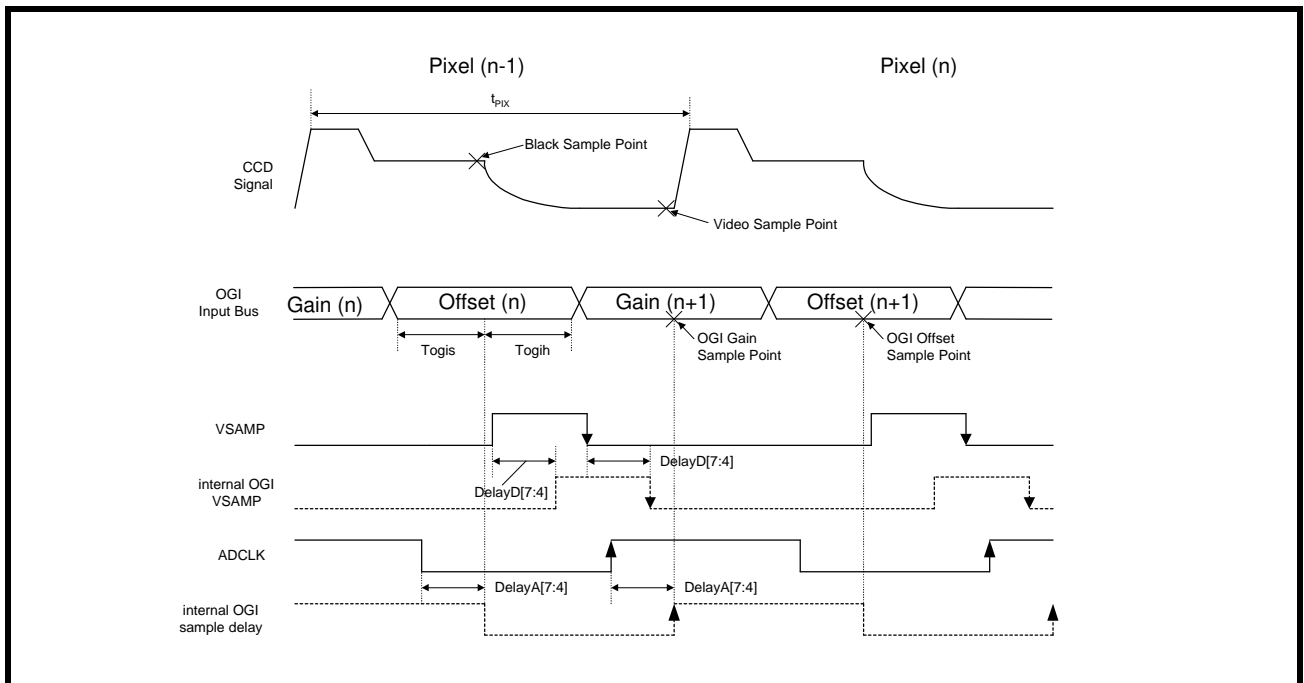 Pixel (n-1)
Pixel (n)
tPIX
Black Sample Point
CCD
Signal
Video Sample Point
OGI
Input Bus
Gain (n)
Offset (n)
Gain (n+1)
Offset (n+1)
Togis
Togih
OGI Gain
Sample Point
OGI Offset
Sample Point
VSAMP
DelayD[7:4]
DelayD[7:4]
internal OGI
VSAMP
ADCLK
DelayA[7:4]
DelayA[7:4]
internal OGI
sample delay